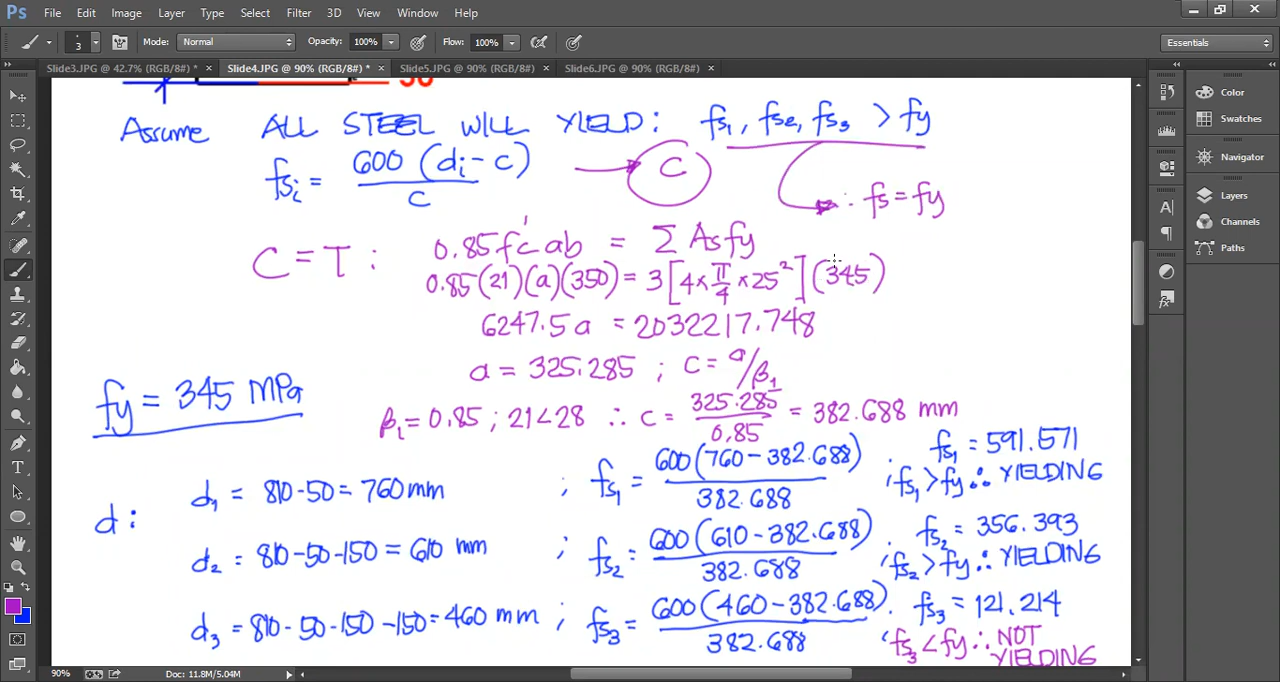 Ps File Edit Image Layer Type Select Filter 3D View Window Help
3 Mode: Normal Opacity: 100% Flow: 100% Essentials
Slide3.JPG @ 42.7% (RGB/8#) * × Slide4.JPG @ 90% (RGB/8#) * × Slide5.JPG @ 90% (RGB/8#) × Slide6.JPG @ 90% (RGB/8#) ×
50
Assume ALL STEEL WILL YIELD: fs1, fs2, fs3 > fy
fsi = 600 (di - c) / c → C ∴ fs = fy
C = T : 0.85 fc' ab = Σ As fy
0.85(21)(a)(350) = 3[4 × π/4 × 25²](345)
6247.5a = 2032217.748
a = 325.285 ; c = a/β1
fy = 345 MPa
β1 = 0.85 ; 21 < 28 ∴ c = 325.285 / 0.85 = 382.688 mm
d :
d1 = 810 - 50 = 760 mm ; fs1 = 600(760 - 382.688) / 382.688 ; fs1 = 591.571
fs1 > fy ∴ YIELDING
d2 = 810 - 50 - 150 = 610 mm ; fs2 = 600(610 - 382.688) / 382.688 ; fs2 = 356.393
fs2 > fy ∴ YIELDING
d3 = 810 - 50 - 150 - 150 = 460 mm ; fs3 = 600(460 - 382.688) / 382.688 ; fs3 = 121.214
fs3 < fy ∴ NOT
YIELDING
Color
Swatches
Navigator
Layers
Channels
Paths
90% Doc: 11.8M/5.04M